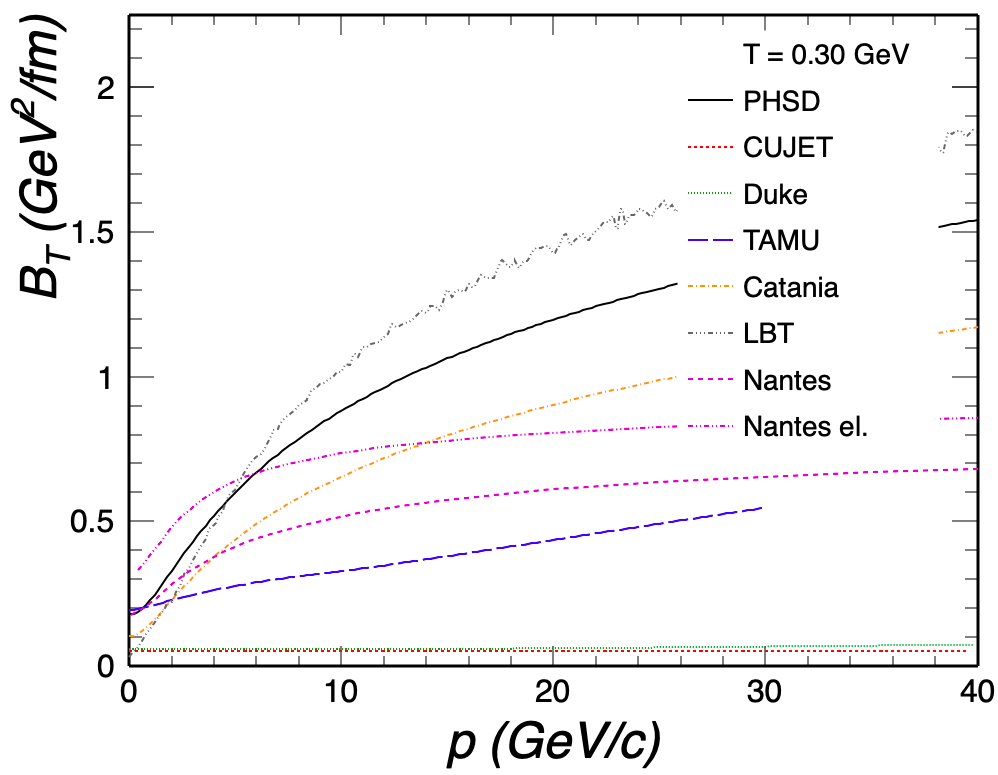 B_T (GeV²/fm)
2
1.5
1
0.5
0
T = 0.30 GeV
PHSD
CUJET
Duke
TAMU
Catania
LBT
Nantes
Nantes el.
0 10 20 30 40
p (GeV/c)